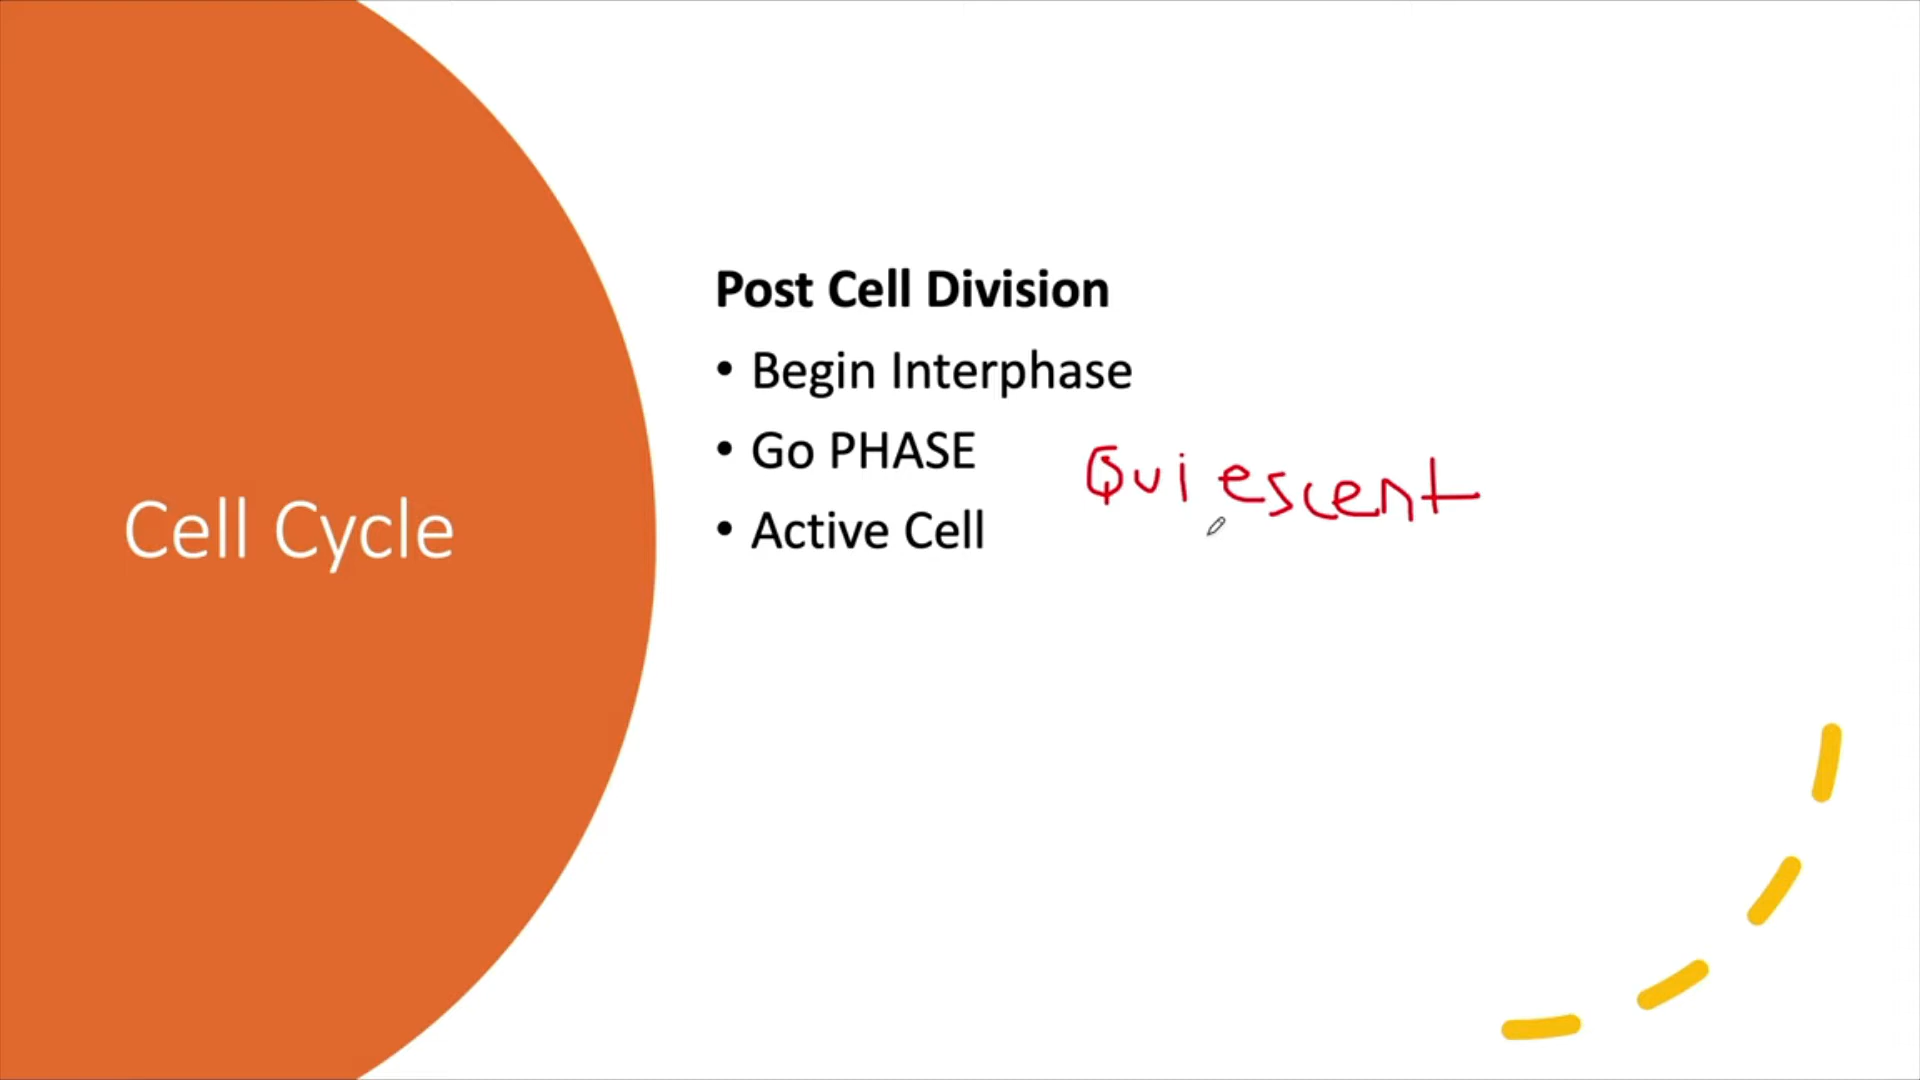 Cell Cycle
Post Cell Division
• Begin Interphase
• Go PHASE
Quiescent
• Active Cell